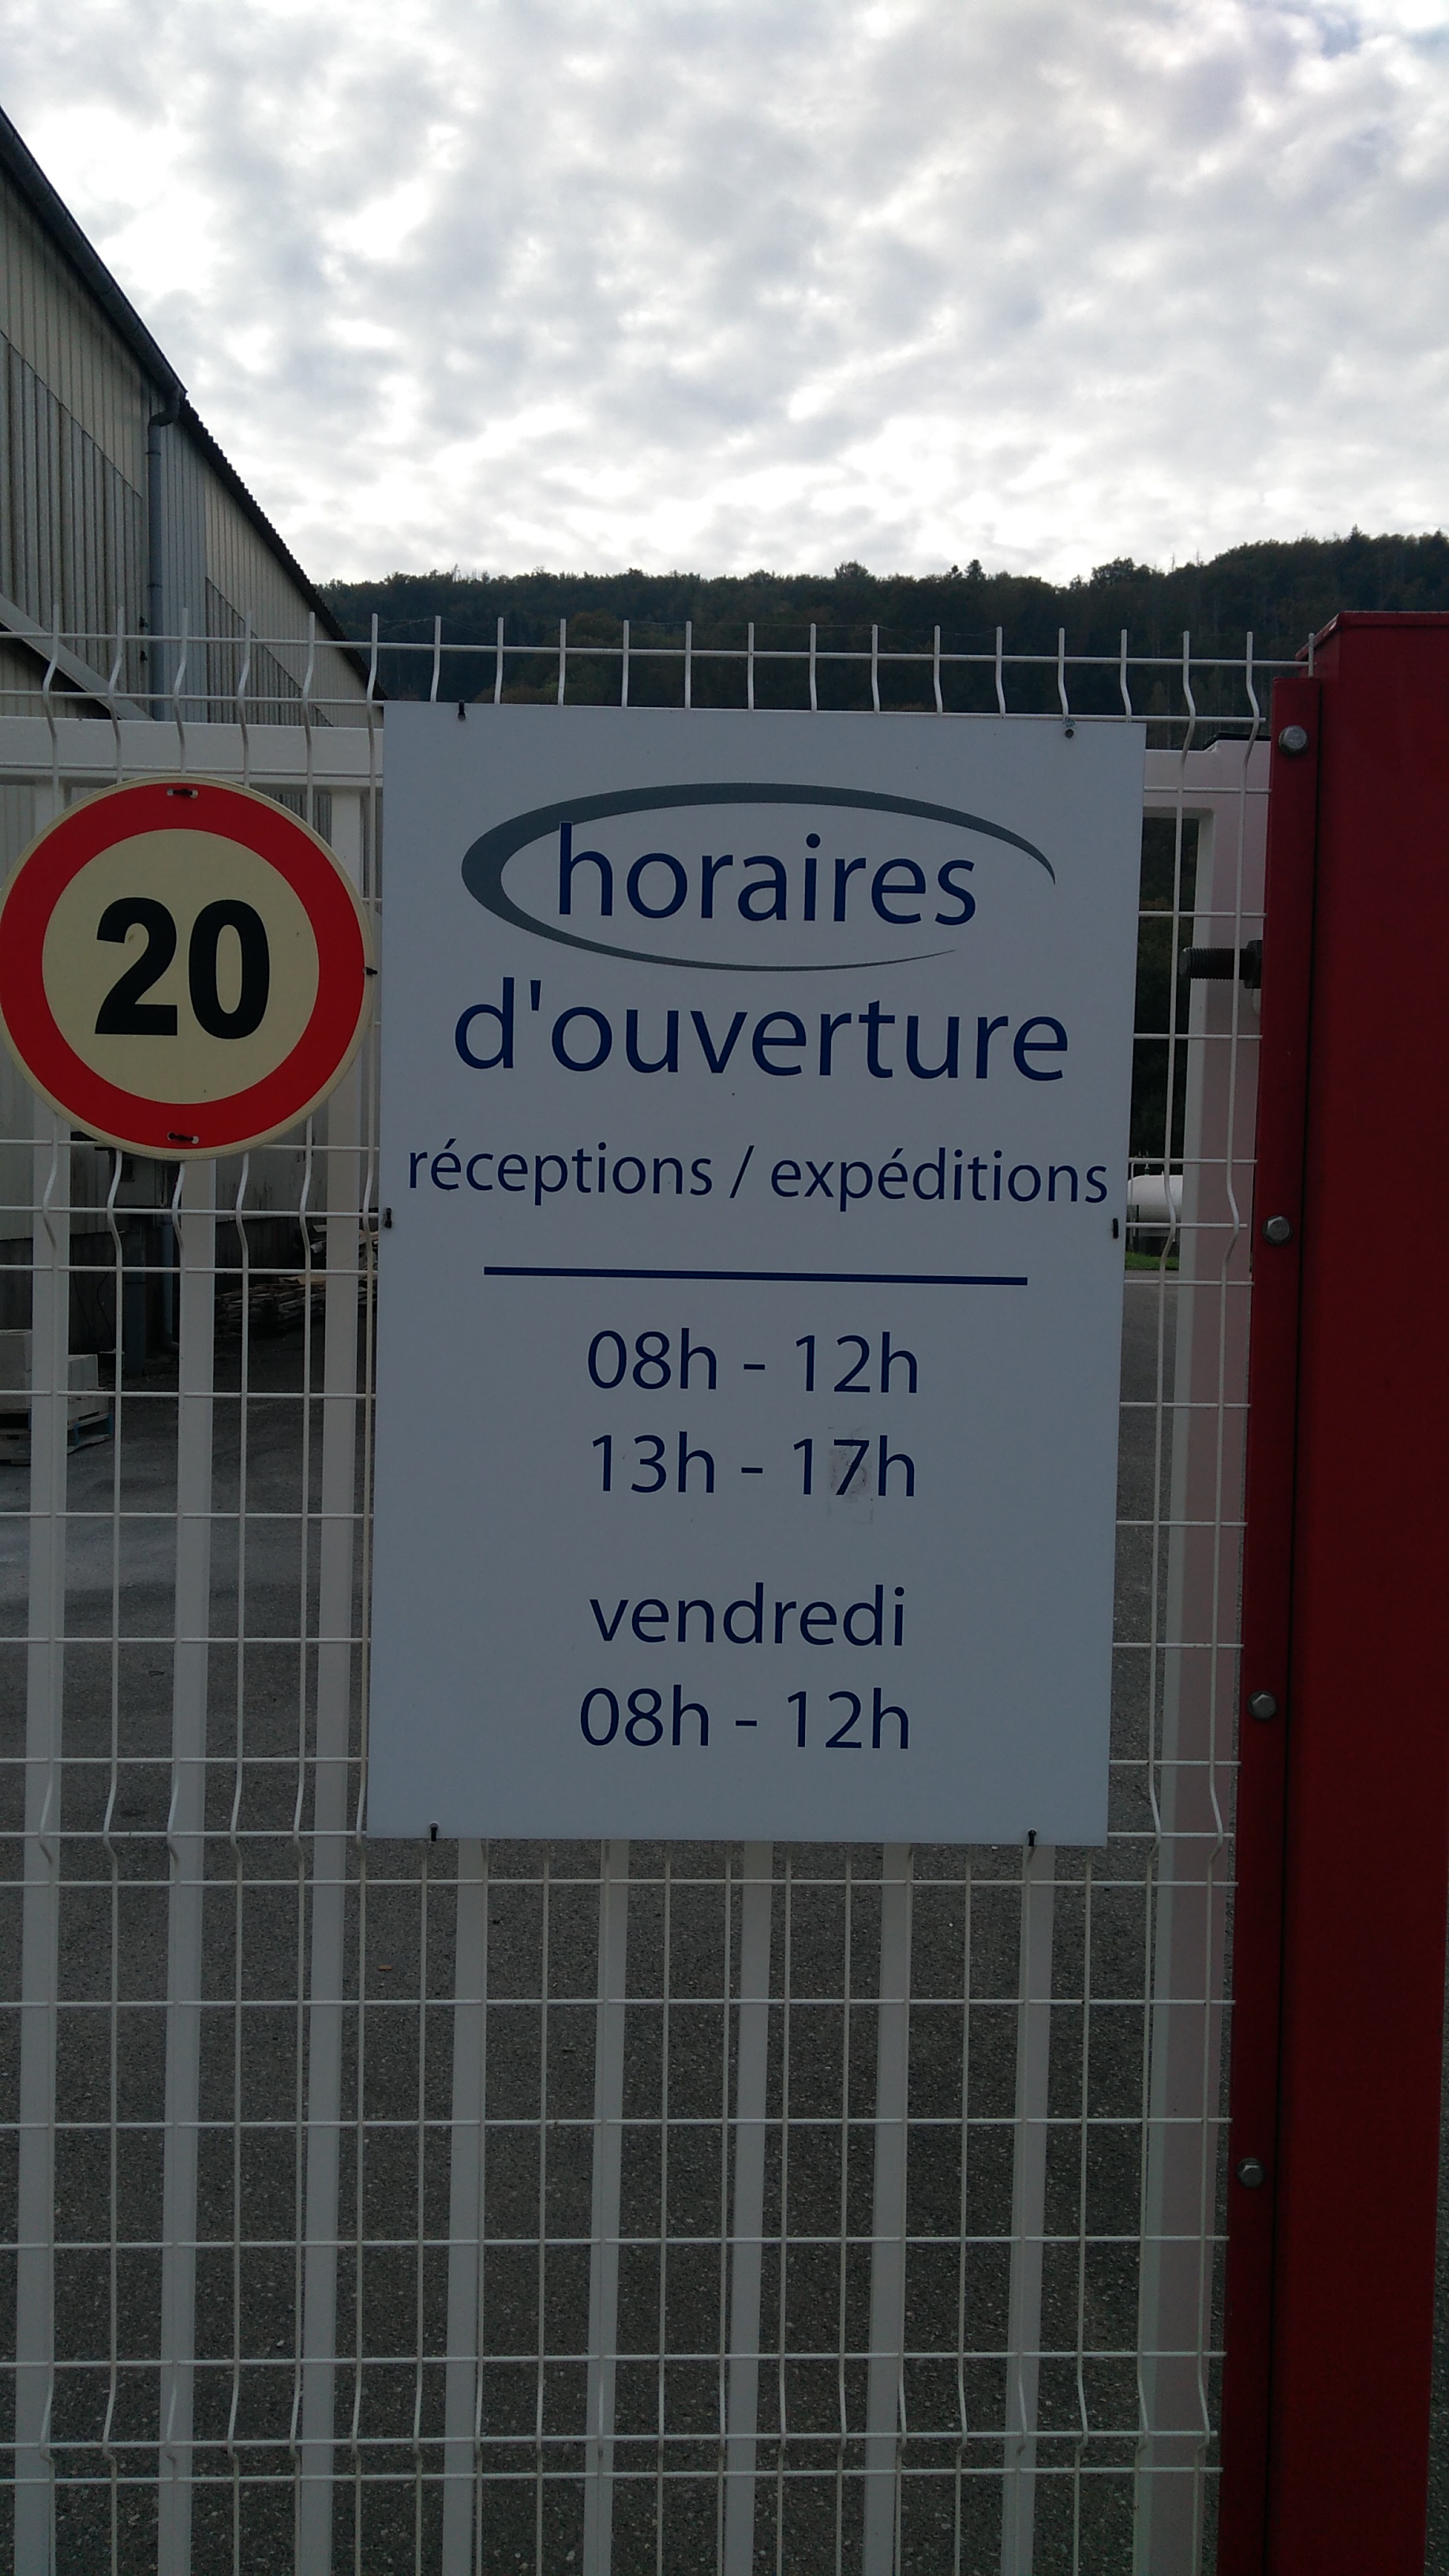 20
horaires
d'ouverture
réceptions / expéditions
08h - 12h
13h - 17h
vendredi
08h - 12h